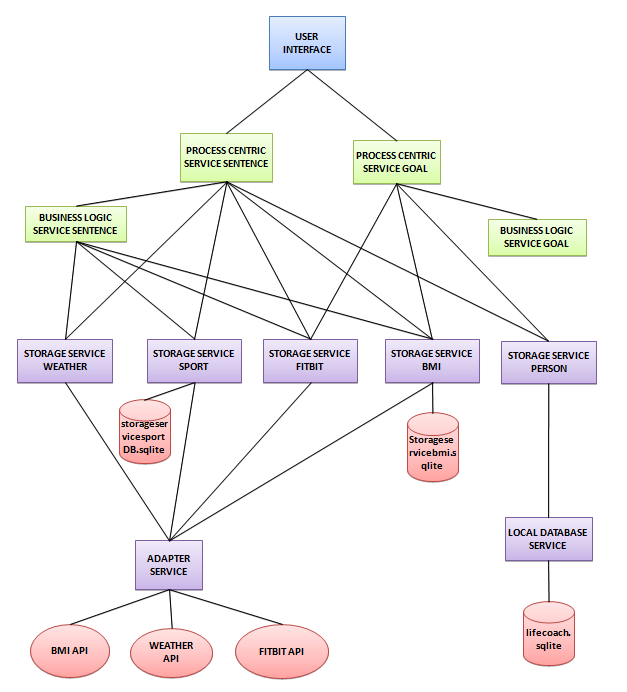 USER
INTERFACE
PROCESS CENTRIC
SERVICE SENTENCE
PROCESS CENTRIC
SERVICE GOAL
BUSINESS LOGIC
SERVICE SENTENCE
BUSINESS LOGIC
SERVICE GOAL
STORAGE SERVICE
WEATHER
STORAGE SERVICE
SPORT
STORAGE SERVICE
FITBIT
STORAGE SERVICE
BMI
STORAGE SERVICE
PERSON
storageser
vicesport
DB.sqlite
Storagese
rvicebmi.s
qlite
LOCAL DATABASE
SERVICE
ADAPTER
SERVICE
lifecoach.
sqlite
BMI API
WEATHER
API
FITBIT API